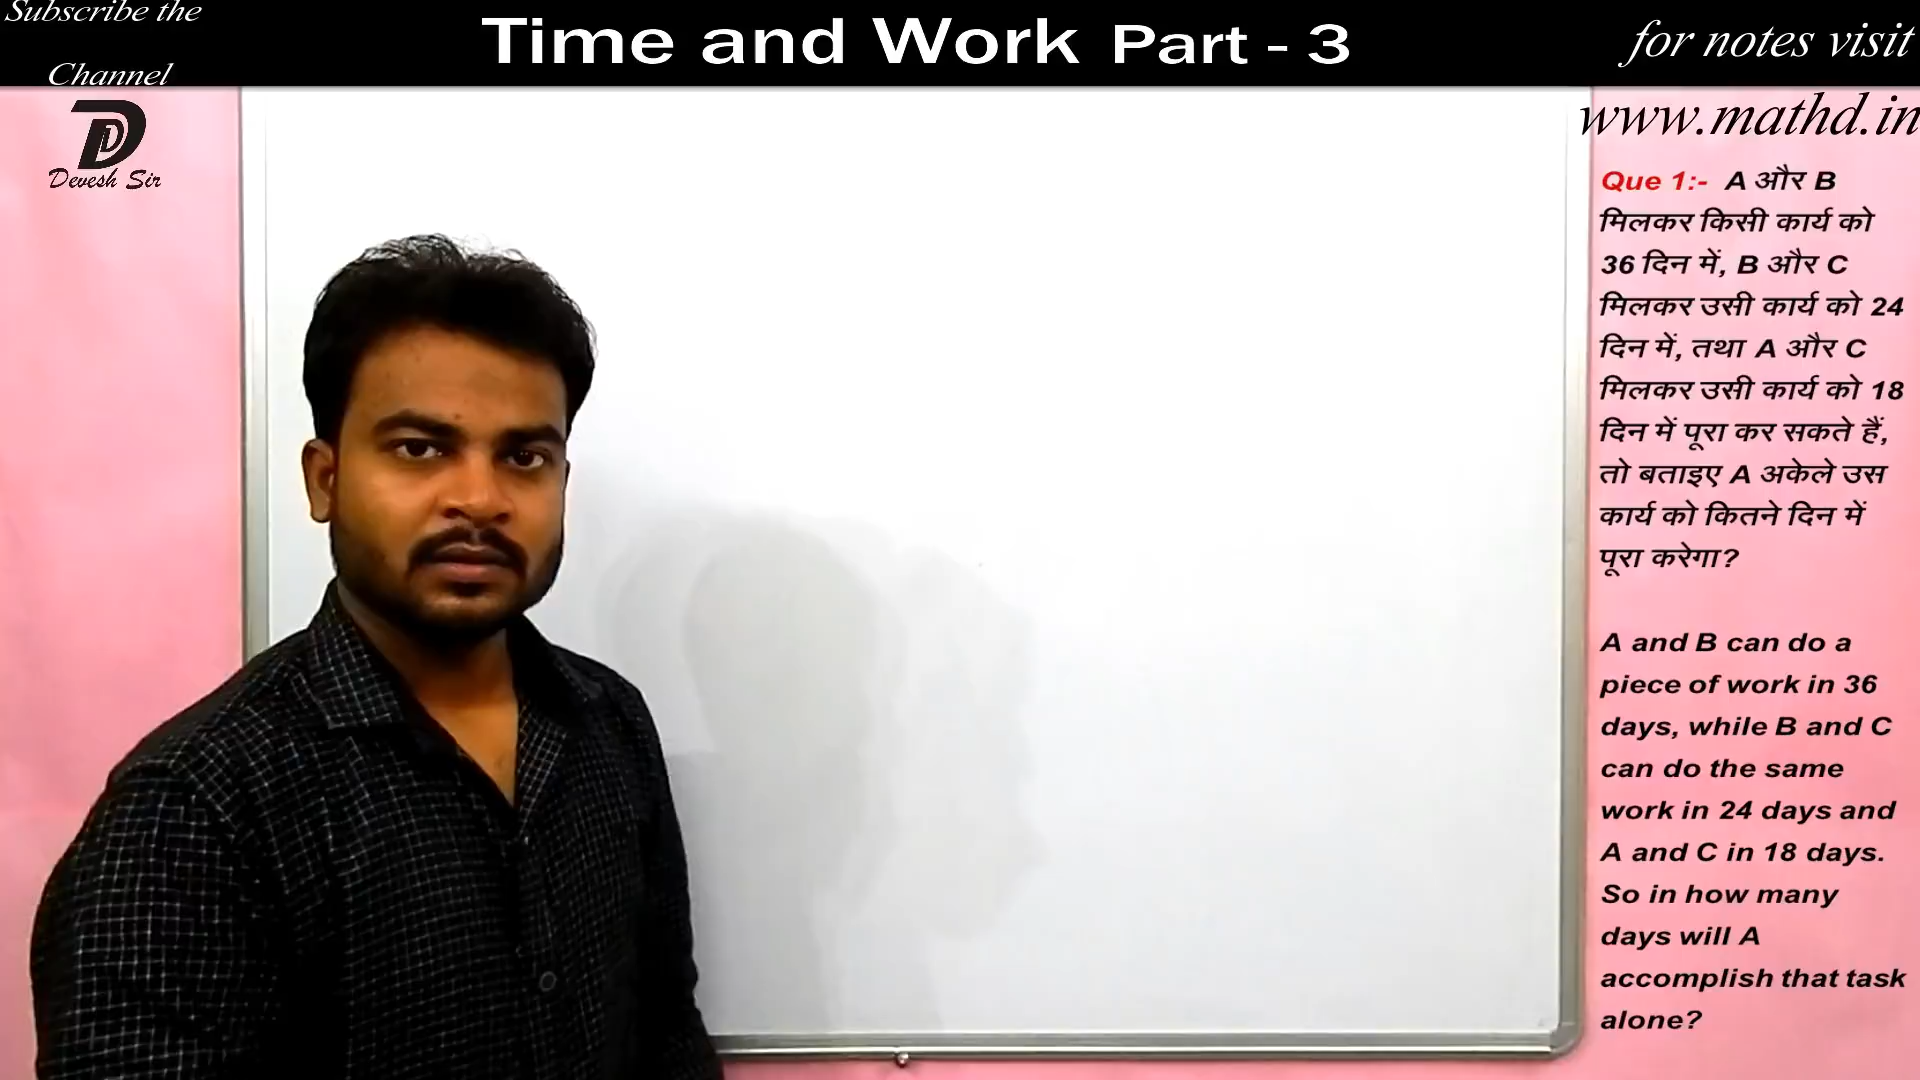 Subscribe the
Channel
Time and Work Part - 3
for notes visit
www.mathd.in
Devesh Sir
Que 1:- A और B
मिलकर किसी कार्य को
36 दिन में, B और C
मिलकर उसी कार्य को 24
दिन में, तथा A और C
मिलकर उसी कार्य को 18
दिन में पूरा कर सकते हैं,
तो बताइए A अकेले उस
कार्य को कितने दिन में
पूरा करेगा?
A and B can do a
piece of work in 36
days, while B and C
can do the same
work in 24 days and
A and C in 18 days.
So in how many
days will A
accomplish that task
alone?